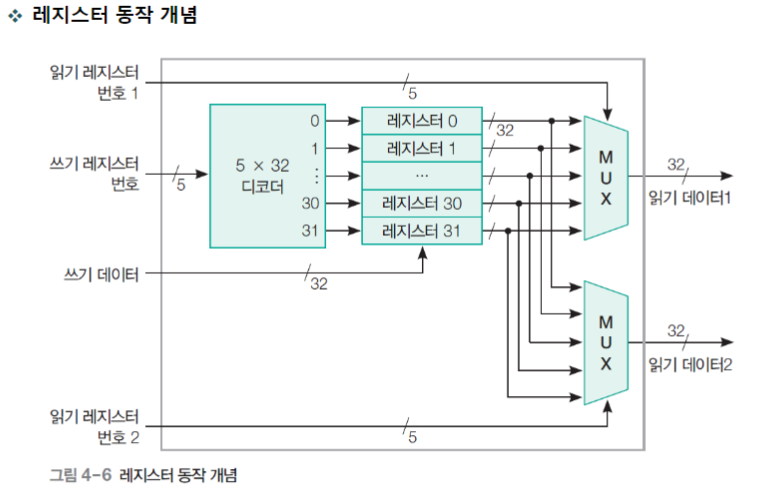 ❖ 레지스터 동작 개념
읽기 레지스터
번호 1
5
0
레지스터 0
32
1
레지스터 1
쓰기 레지스터
번호
5
5 × 32
디코더
⋮
...
M
U
X
32
읽기 데이터1
30
레지스터 30
31
레지스터 31
쓰기 데이터
32
M
U
X
32
읽기 데이터2
읽기 레지스터
번호 2
5
그림 4-6 레지스터 동작 개념